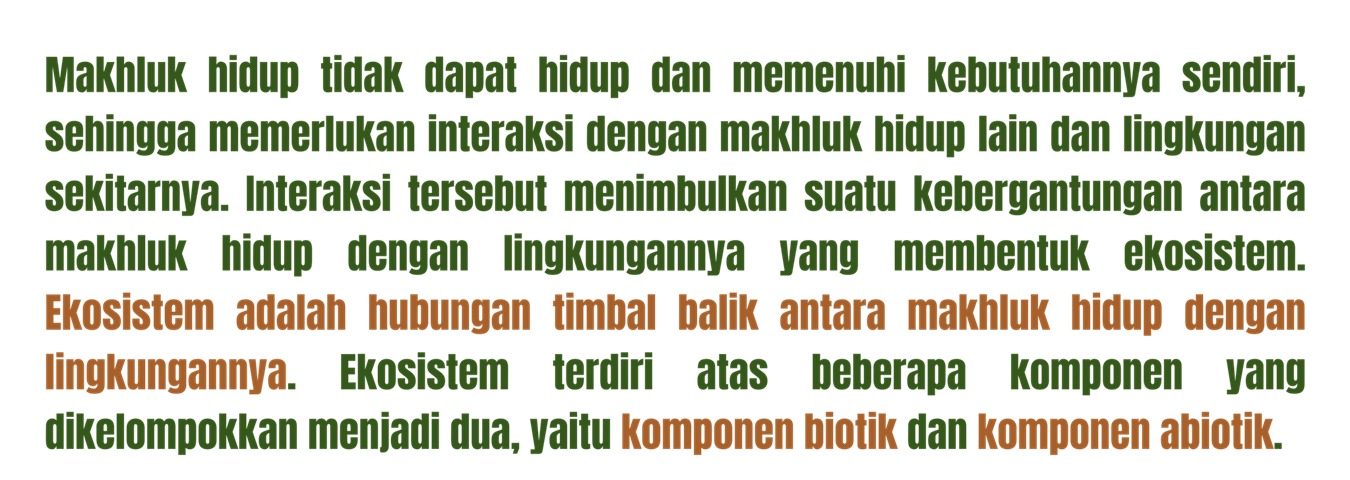 Makhluk hidup tidak dapat hidup dan memenuhi kebutuhannya sendiri,
sehingga memerlukan interaksi dengan makhluk hidup lain dan lingkungan
sekitarnya. Interaksi tersebut menimbulkan suatu kebergantungan antara
makhluk hidup dengan lingkungannya yang membentuk ekosistem.
Ekosistem adalah hubungan timbal balik antara makhluk hidup dengan
lingkungannya. Ekosistem terdiri atas beberapa komponen yang
dikelompokkan menjadi dua, yaitu komponen biotik dan komponen abiotik.